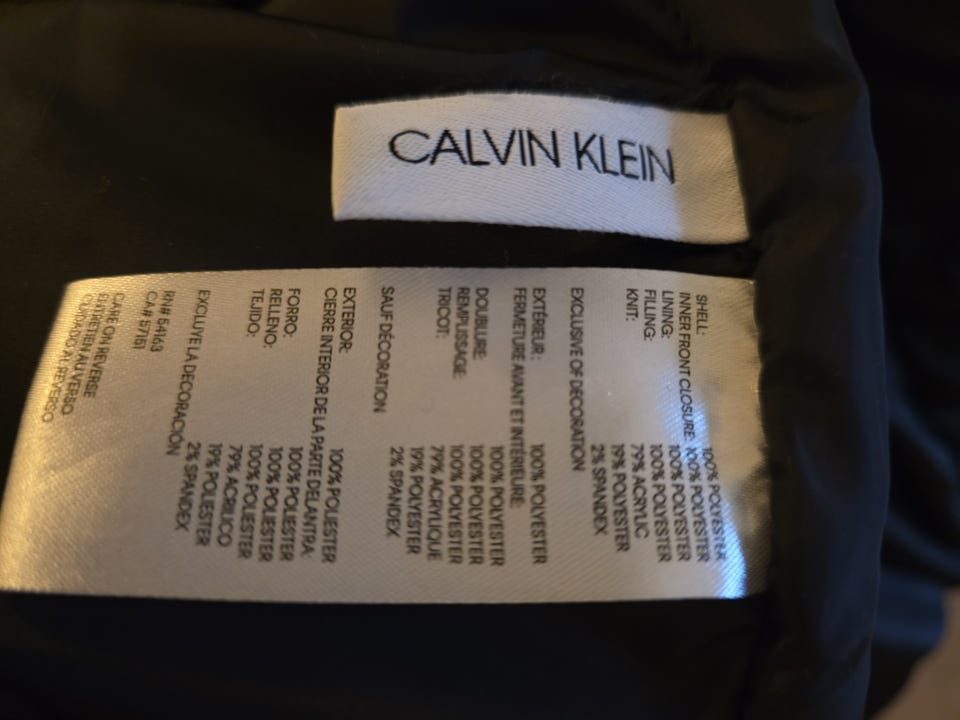 CALVIN KLEIN
SHELL: 100% POLYESTER
INNER FRONT CLOSURE: 100% POLYESTER
LINING: 100% POLYESTER
FILLING: 100% POLYESTER
KNIT: 79% ACRYLIC
19% POLYESTER
2% SPANDEX
EXCLUSIVE OF DECORATION
EXTÉRIEUR: 100% POLYESTER
FERMETURE AVANT ET INTÉRIEURE:
100% POLYESTER
DOUBLURE: 100% POLYESTER
REMPLISSAGE: 100% POLYESTER
TRICOT: 79% ACRYLIQUE
19% POLYESTER
2% SPANDEX
SAUF DÉCORATION
EXTERIOR: 100% POLIESTER
CIERRE INTERIOR DE LA PARTE DELANTRA:
100% POLIESTER
FORRO: 100% POLIESTER
RELLENO: 100% POLIESTER
TEJIDO: 79% ACRILICO
19% POLIESTER
2% SPANDEX
EXCLUYE LA DECORACIÓN
RN# 54163
CA# 57151
CARE ON REVERSE
ENTRETIEN AU VERSO
CUIDADO AL REVERSO